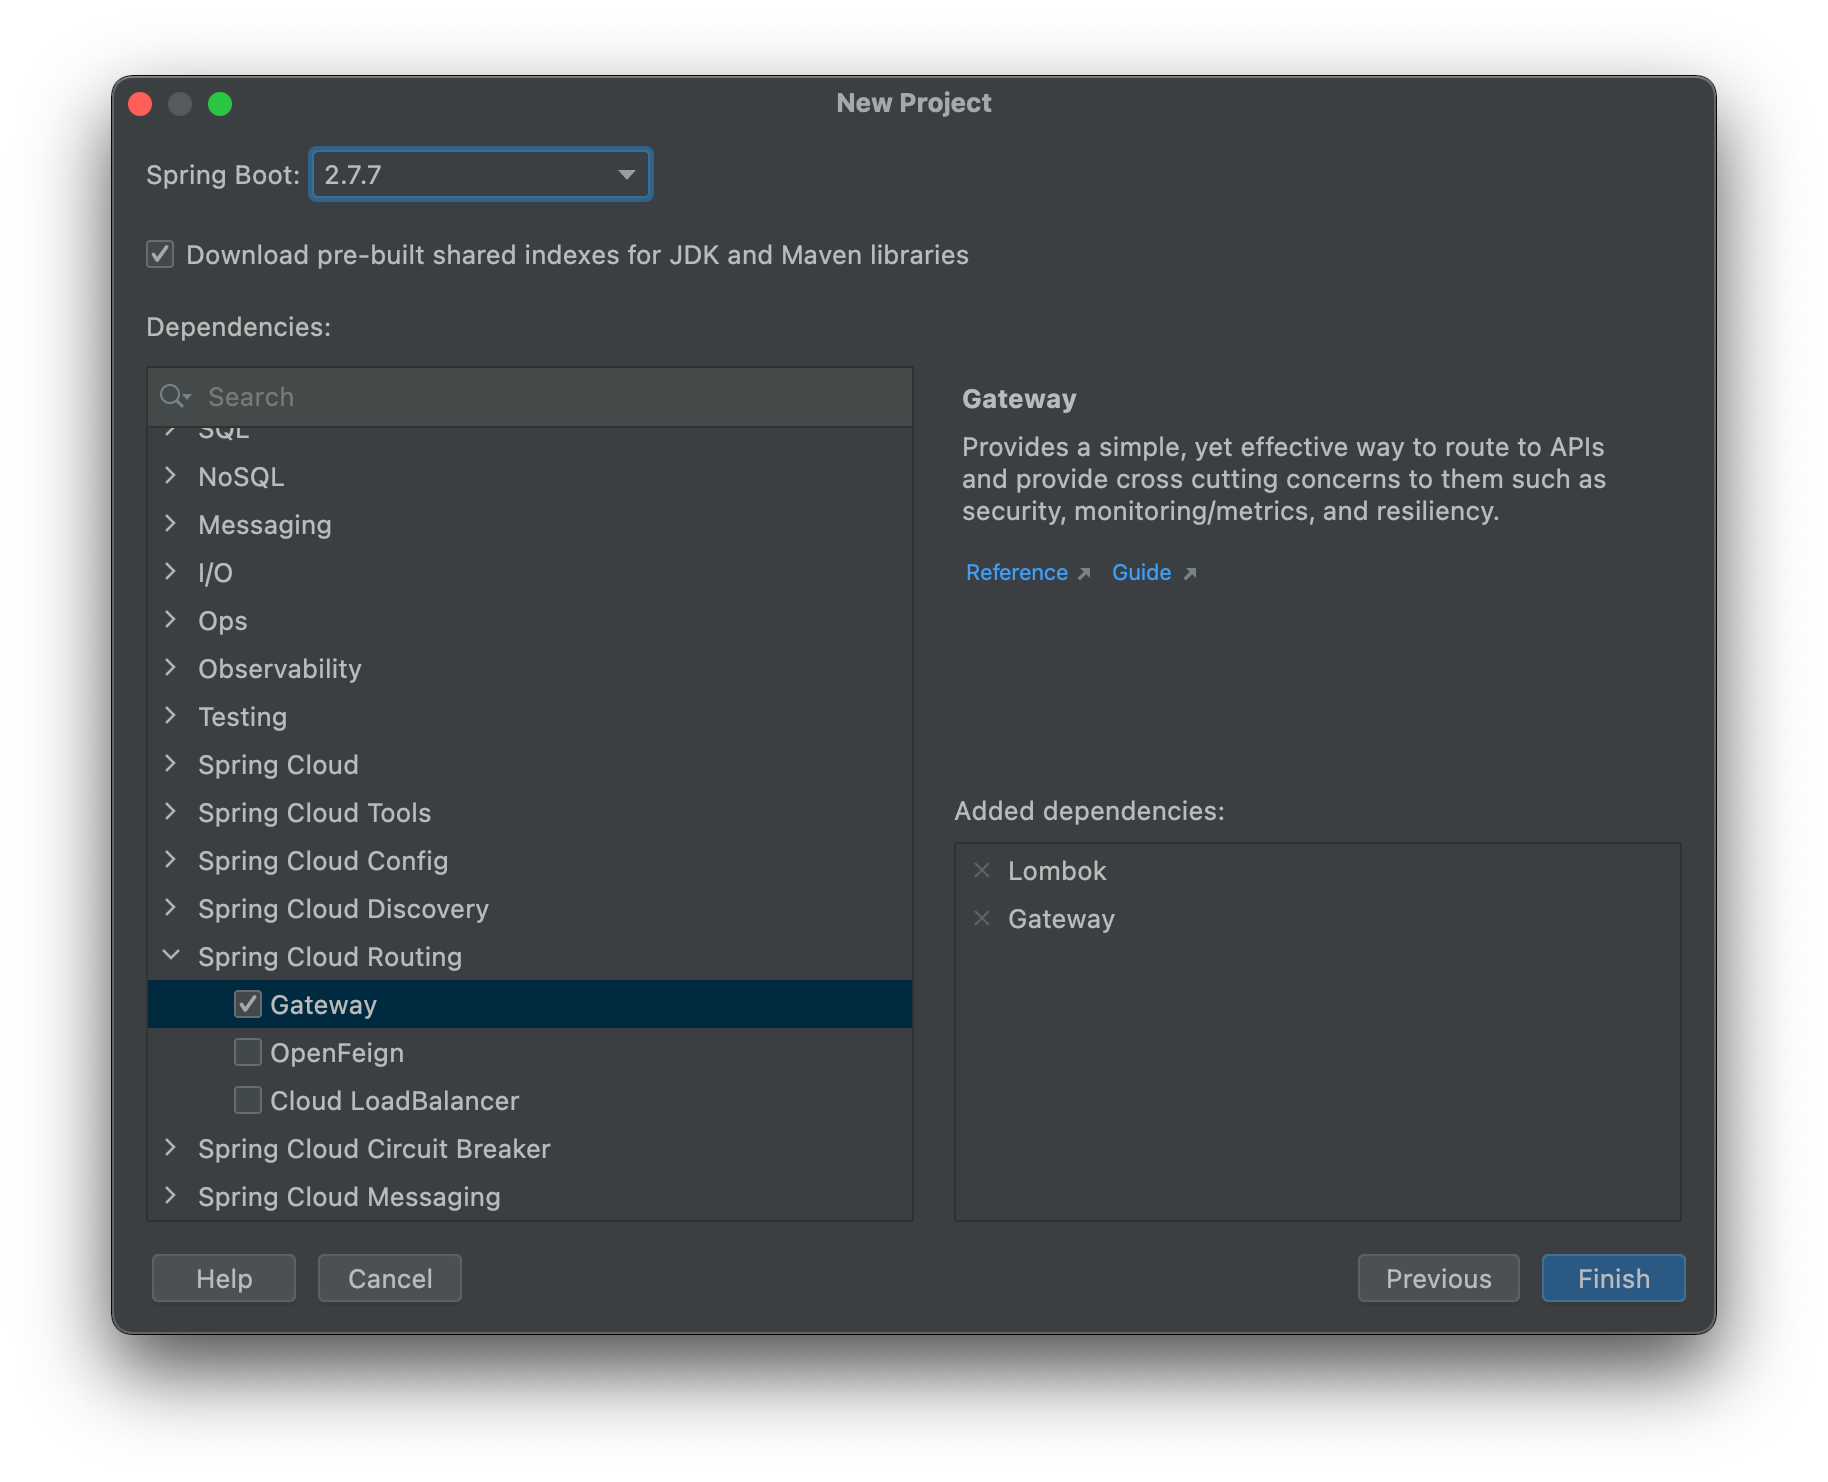 New Project
Spring Boot: 2.7.7
Download pre-built shared indexes for JDK and Maven libraries
Dependencies:
Search
SQL
NoSQL
Messaging
I/O
Ops
Observability
Testing
Spring Cloud
Spring Cloud Tools
Spring Cloud Config
Spring Cloud Discovery
Spring Cloud Routing
Gateway
OpenFeign
Cloud LoadBalancer
Spring Cloud Circuit Breaker
Spring Cloud Messaging
Gateway
Provides a simple, yet effective way to route to APIs
and provide cross cutting concerns to them such as
security, monitoring/metrics, and resiliency.
Reference Guide
Added dependencies:
Lombok
Gateway
Help Cancel Previous Finish